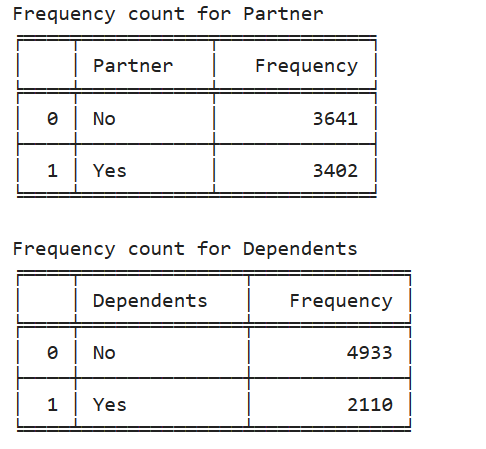 Frequency count for Partner
Partner Frequency
0 No 3641
1 Yes 3402
Frequency count for Dependents
Dependents Frequency
0 No 4933
1 Yes 2110